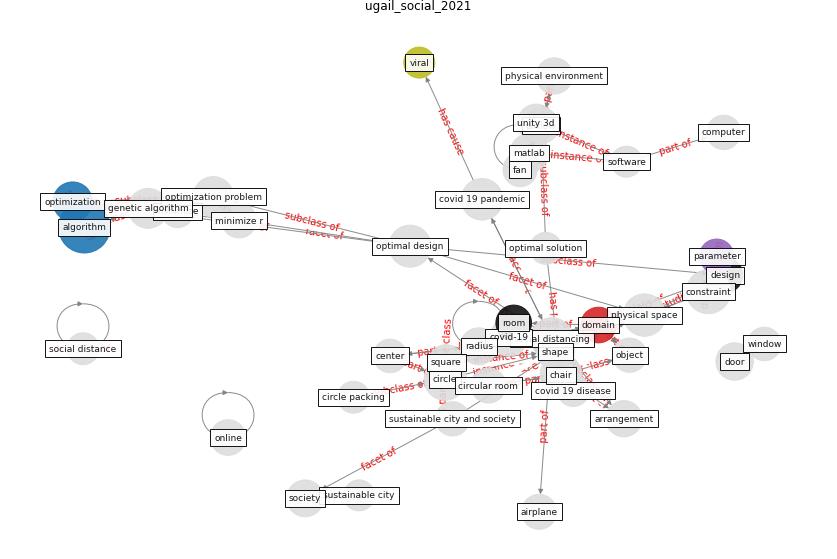 ugail_social_2021
viral
physical environment
unity 3d
computer
part of
instance of
matlab
instance of
software
fan
has cause
subclass of
covid 19 pandemic
optimization
optimization problem
genetic algorithm
minimize r
algorithm
subclass of
facet of
optimal design
optimal solution
parameter
design
constraint
facet of
facet of
physical space
room
domain
covid-19
social distance
radius
shape
center
square
object
window
door
circle
chair
circular room
covid 19 disease
circle packing
sustainable city and society
arrangement
online
part of
facet of
society
sustainable city
airplane